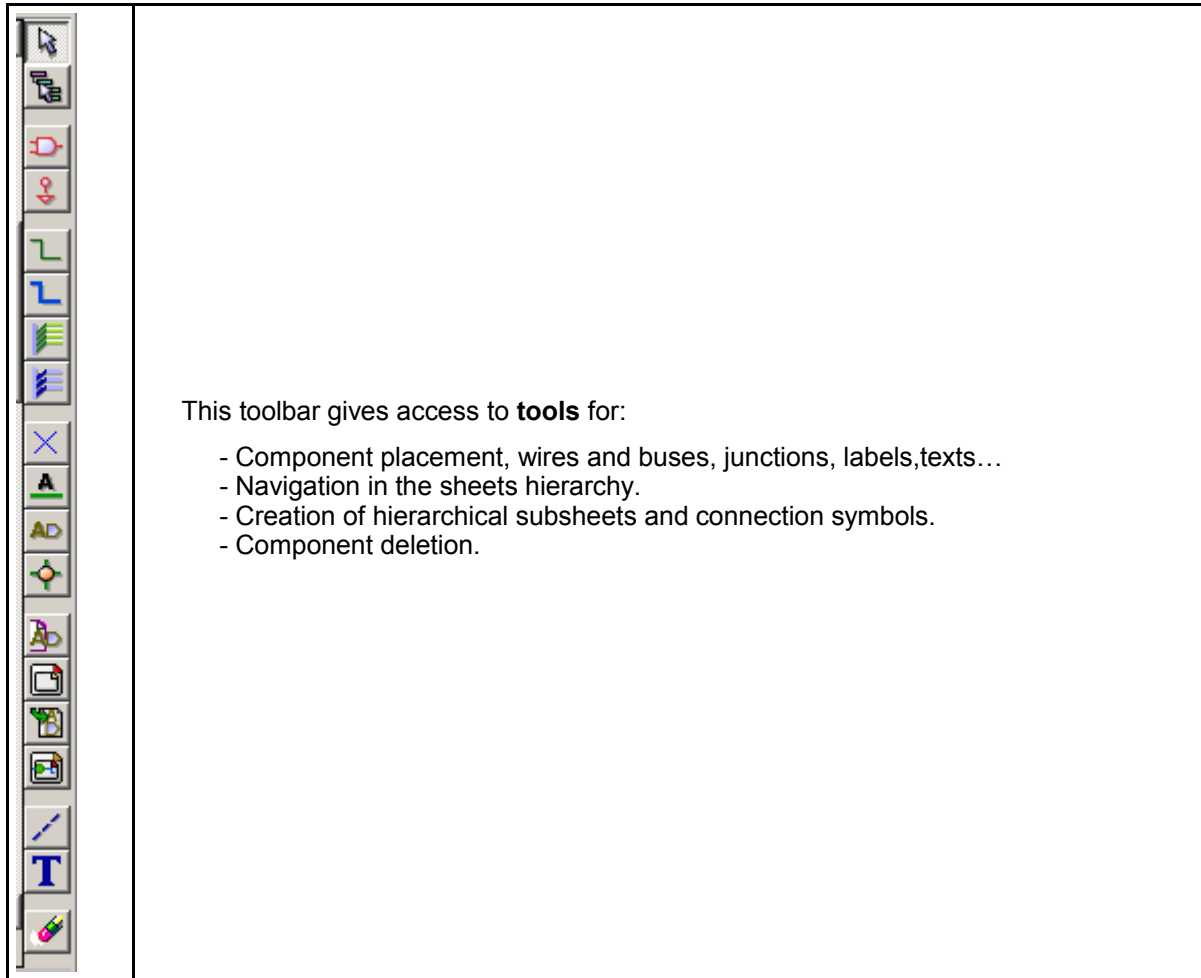 This toolbar gives access to tools for:
- Component placement, wires and buses, junctions, labels,texts…
- Navigation in the sheets hierarchy.
- Creation of hierarchical subsheets and connection symbols.
- Component deletion.
A
AD
A
T